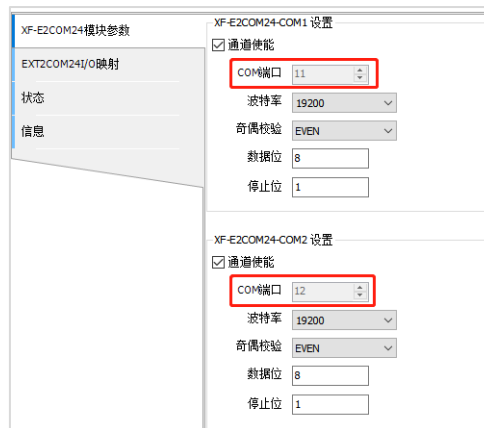 XF-E2COM24模块参数
EXT2COM24I/O映射
状态
信息
XF-E2COM24-COM1 设置
通道使能
COM端口 11
波特率 19200
奇偶校验 EVEN
数据位 8
停止位 1
XF-E2COM24-COM2 设置
通道使能
COM端口 12
波特率 19200
奇偶校验 EVEN
数据位 8
停止位 1